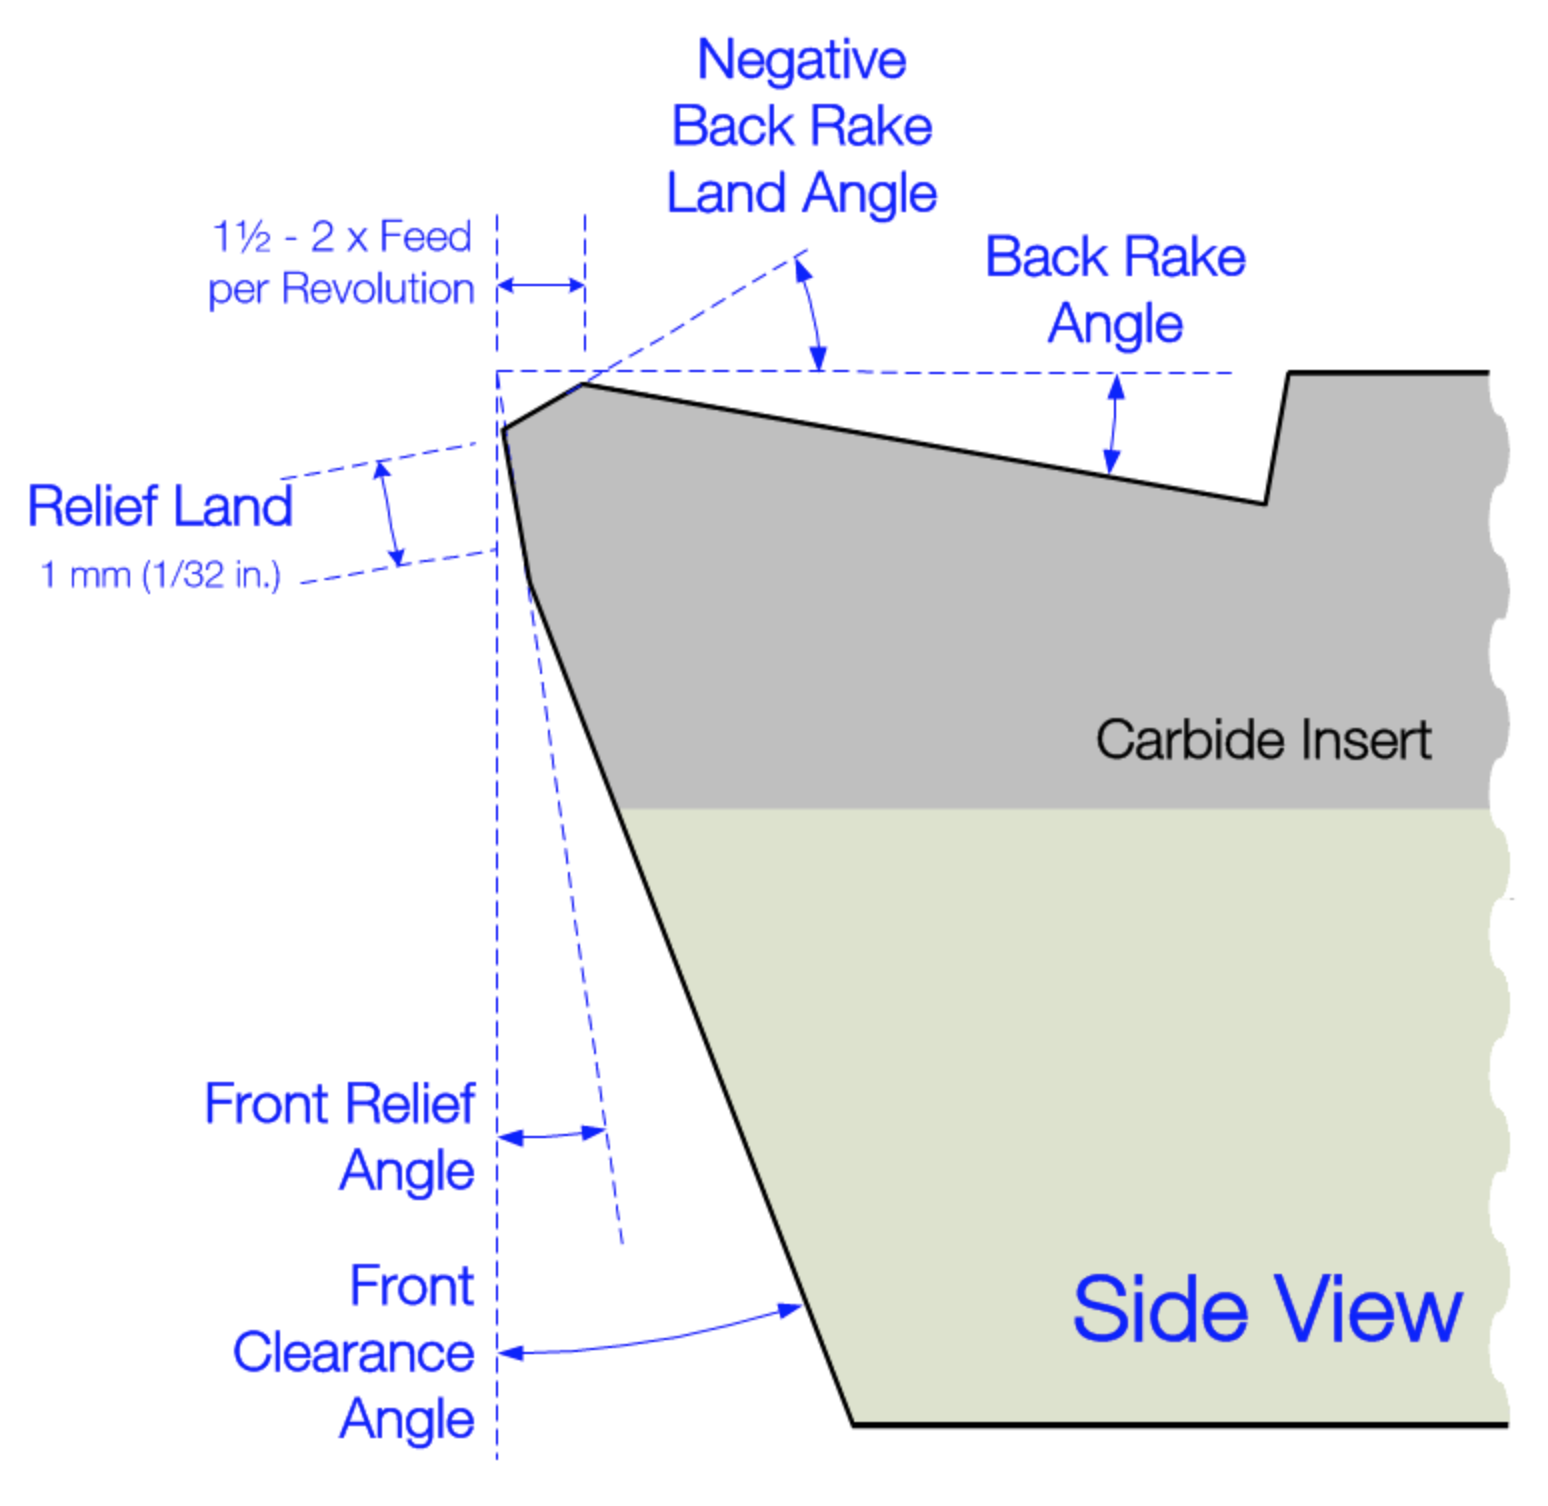 Negative
Back Rake
Land Angle
1½ - 2 x Feed
per Revolution
Back Rake
Angle
Relief Land
1 mm (1/32 in.)
Carbide Insert
Front Relief
Angle
Front
Clearance
Angle
Side View